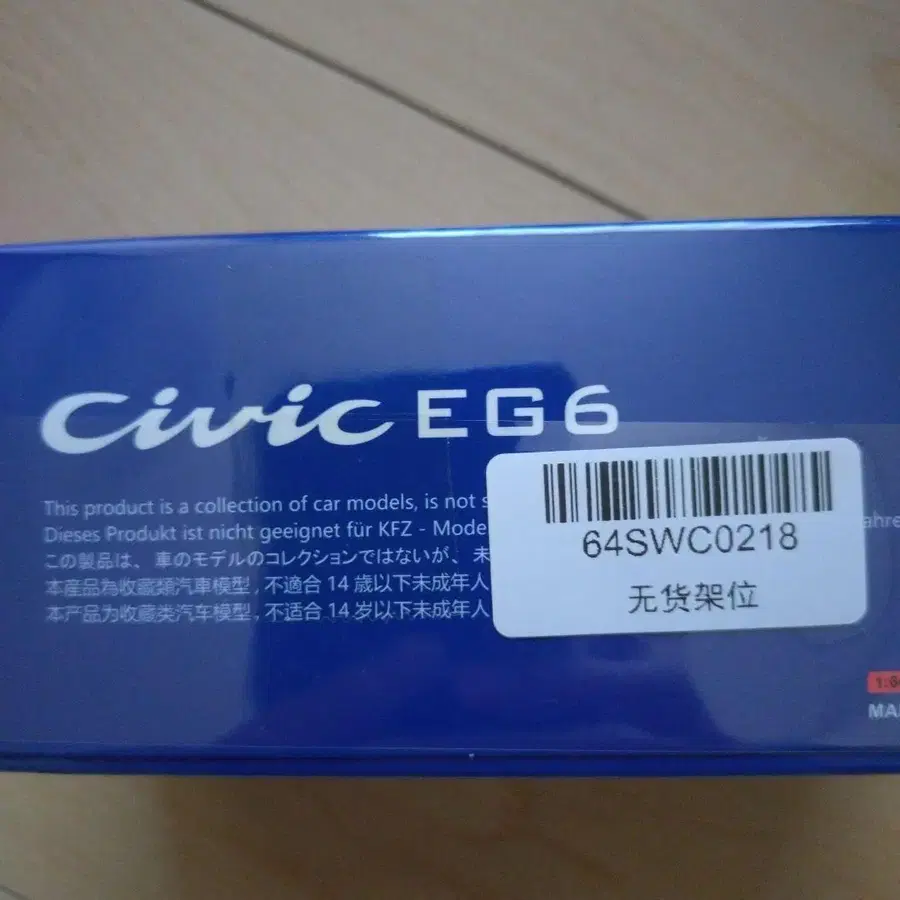 Civic EG6
This product is a collection of car models, is not
Dieses Produkt ist nicht geeignet für KFZ - Mode
この製品は、車のモデルのコレクションではないが、未
本産品為收藏類汽車模型，不適合 14 歲以下未成年人
本产品为收藏类汽车模型，不适合 14 岁以下未成年人
64SWC0218
无货架位